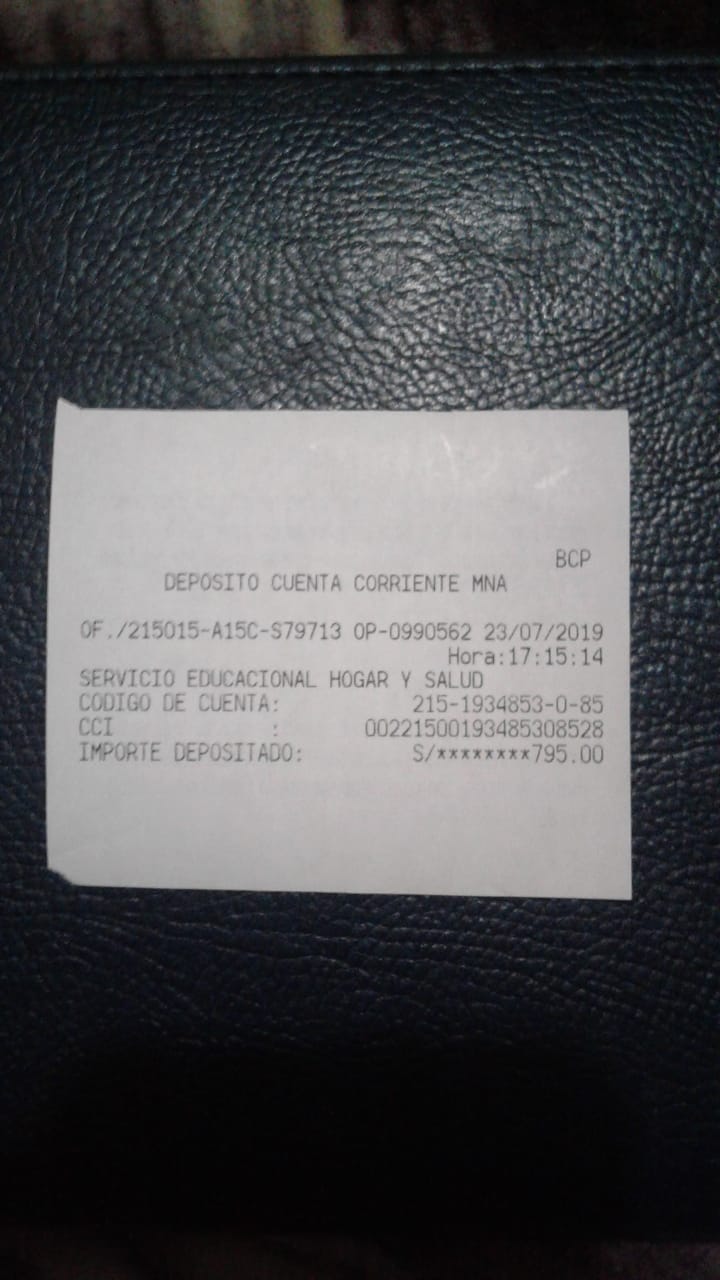 BCP
DEPOSITO CUENTA CORRIENTE MNA
OF./215015-A15C-S79713 OP-0990562 23/07/2019
Hora:17:15:14
SERVICIO EDUCACIONAL HOGAR Y SALUD
CODIGO DE CUENTA: 215-1934853-0-85
CCI : 00221500193485308528
IMPORTE DEPOSITADO: S/********795.00